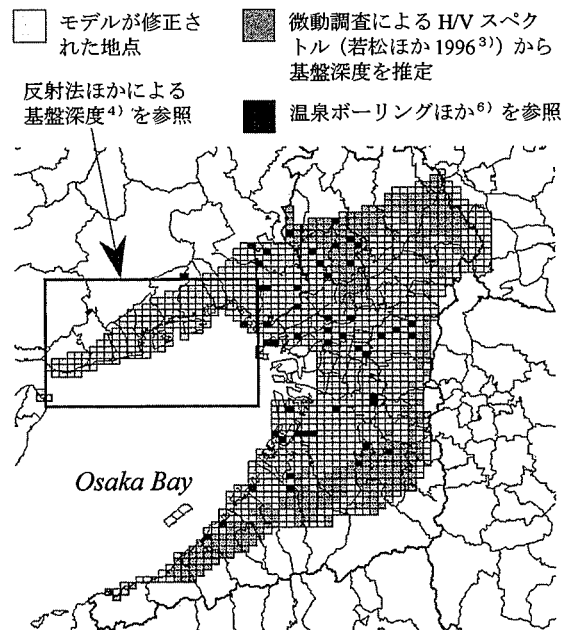 モデルが修正さ
れた地点
微動調査による H/V スペク
トル（若松ほか 1996³⁾）から
基盤深度を推定
反射法ほかによる
基盤深度⁴⁾ を参照
温泉ボーリングほか⁶⁾ を参照
Osaka Bay